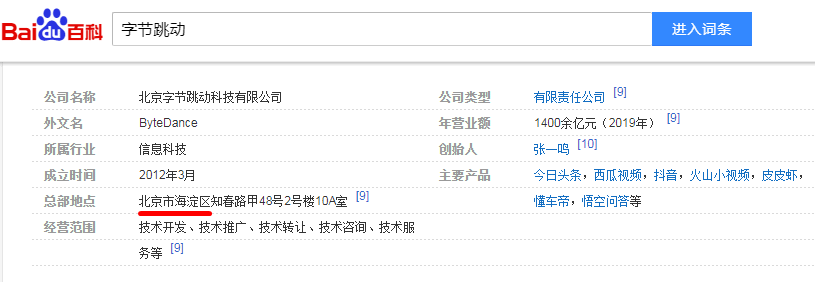 Bai du 百科
字节跳动
进入词条
公司名称 北京字节跳动科技有限公司
公司类型 有限责任公司 [9]
外文名 ByteDance
年营业额 1400余亿元（2019年） [9]
所属行业 信息科技
创始人 张一鸣 [10]
成立时间 2012年3月
主要产品 今日头条，西瓜视频，抖音，火山小视频，皮皮虾，
懂车帝，悟空问答等
总部地点 北京市海淀区知春路甲48号2号楼10A室 [9]
经营范围 技术开发、技术推广、技术转让、技术咨询、技术服
务等 [9]